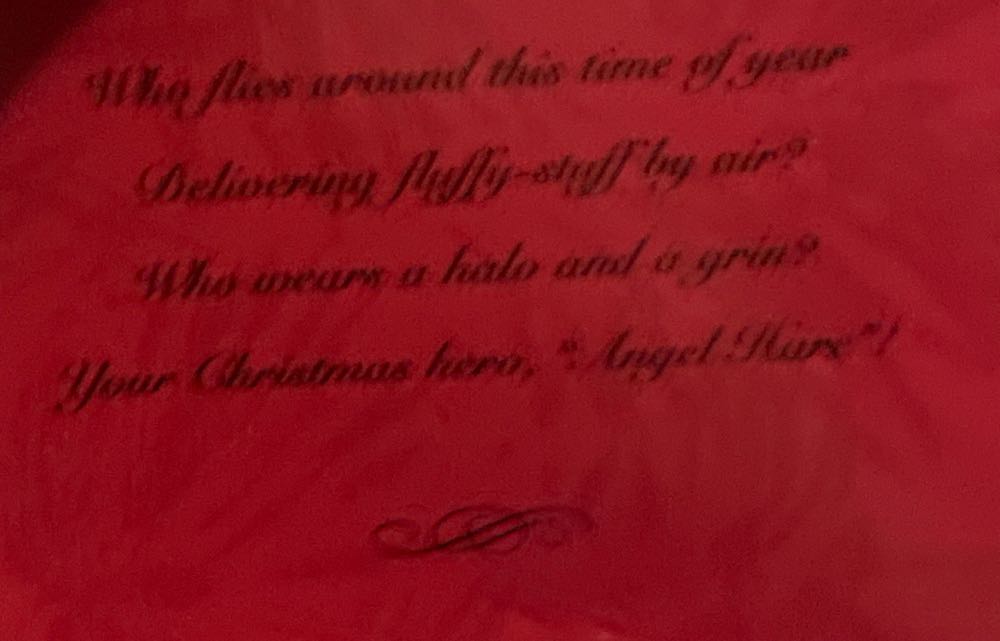 Who flies around this time of year
Delivering fluffy-stuff by air?
Who wears a halo and a grin?
Your Christmas hero, "Angel Hare"!